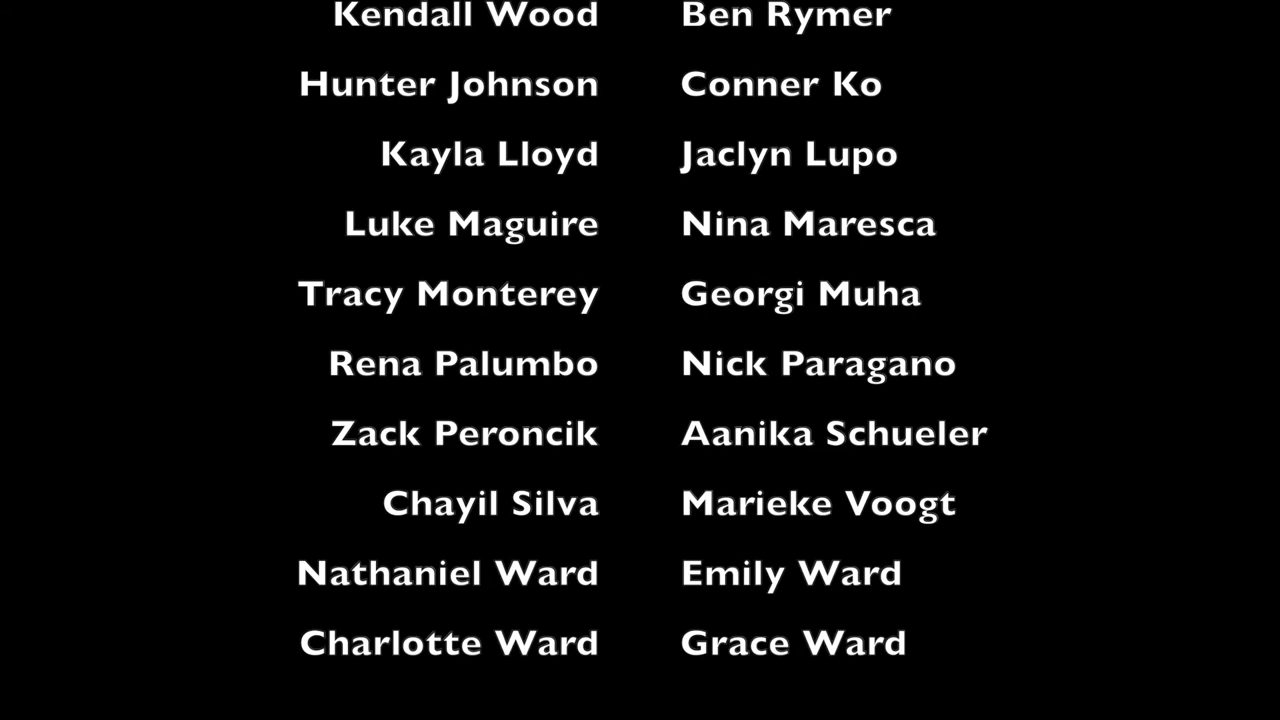 Kendall Wood Ben Rymer
Hunter Johnson Conner Ko
Kayla Lloyd Jaclyn Lupo
Luke Maguire Nina Maresca
Tracy Monterey Georgi Muha
Rena Palumbo Nick Paragano
Zack Peroncik Aanika Schueler
Chayil Silva Marieke Voogt
Nathaniel Ward Emily Ward
Charlotte Ward Grace Ward